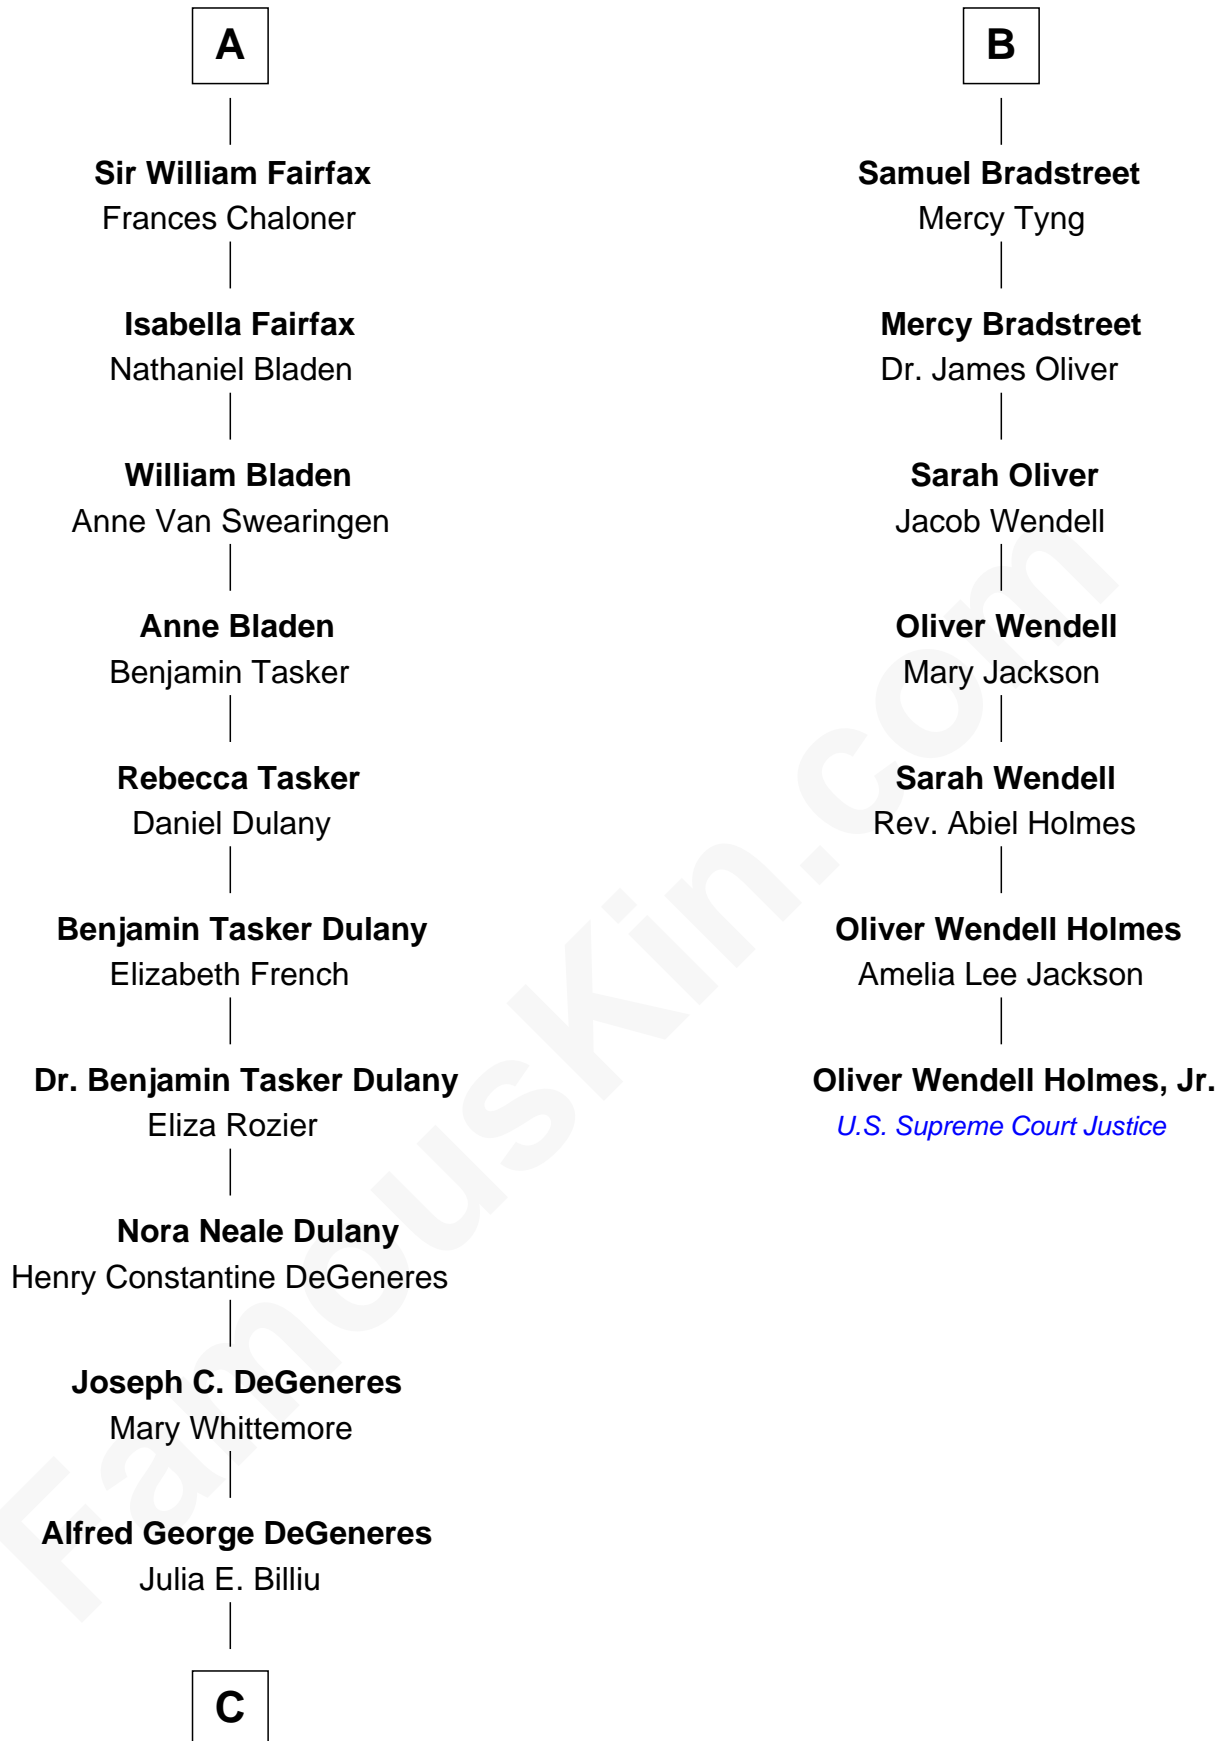 A
Sir William Fairfax
Frances Chaloner
Isabella Fairfax
Nathaniel Bladen
William Bladen
Anne Van Swearingen
Anne Bladen
Benjamin Tasker
Rebecca Tasker
Daniel Dulany
Benjamin Tasker Dulany
Elizabeth French
Dr. Benjamin Tasker Dulany
Eliza Rozier
Nora Neale Dulany
Henry Constantine DeGeneres
Joseph C. DeGeneres
Mary Whittemore
Alfred George DeGeneres
Julia E. Billiu
C
B
Samuel Bradstreet
Mercy Tyng
Mercy Bradstreet
Dr. James Oliver
Sarah Oliver
Jacob Wendell
Oliver Wendell
Mary Jackson
Sarah Wendell
Rev. Abiel Holmes
Oliver Wendell Holmes
Amelia Lee Jackson
Oliver Wendell Holmes, Jr.
U.S. Supreme Court Justice
FamousKin.com